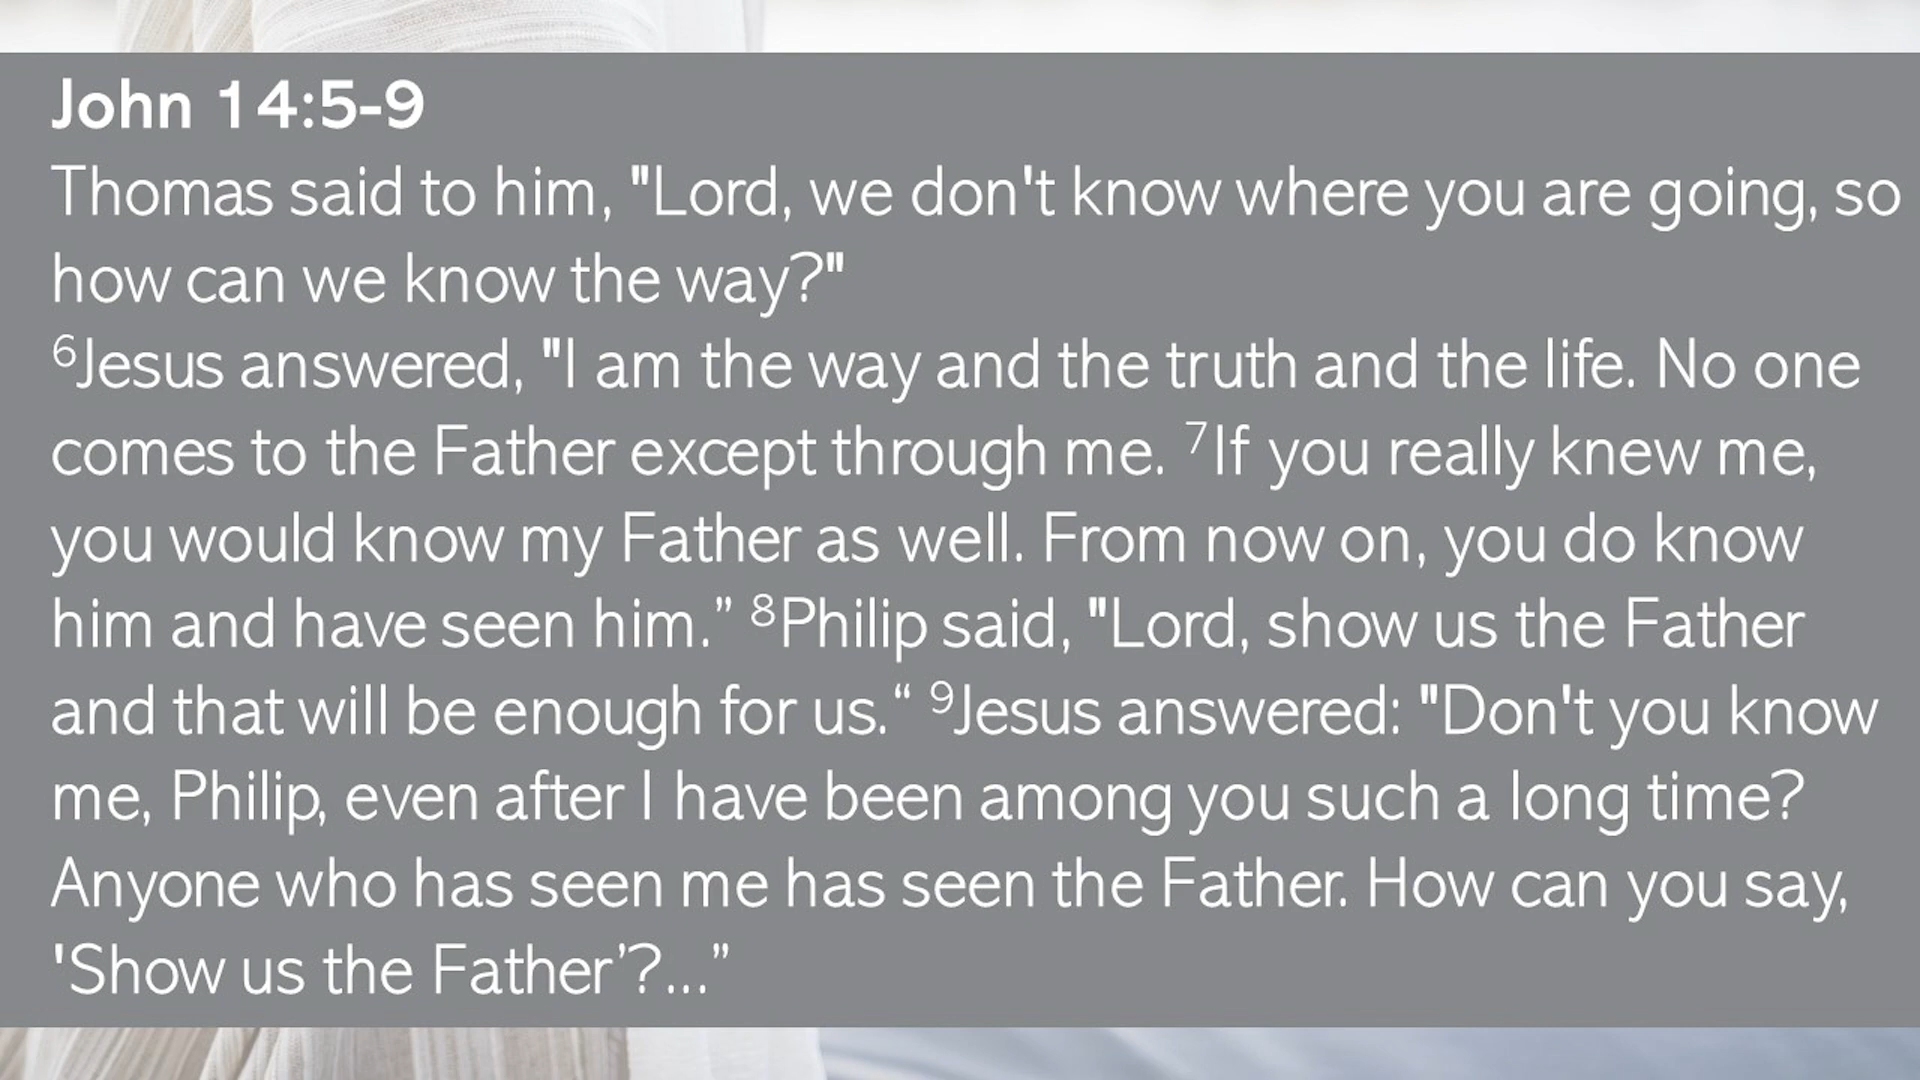 John 14:5-9
Thomas said to him, "Lord, we don't know where you are going, so
how can we know the way?"
⁶Jesus answered, "I am the way and the truth and the life. No one
comes to the Father except through me. ⁷If you really knew me,
you would know my Father as well. From now on, you do know
him and have seen him.” ⁸Philip said, "Lord, show us the Father
and that will be enough for us.“ ⁹Jesus answered: "Don't you know
me, Philip, even after I have been among you such a long time?
Anyone who has seen me has seen the Father. How can you say,
'Show us the Father’?...”